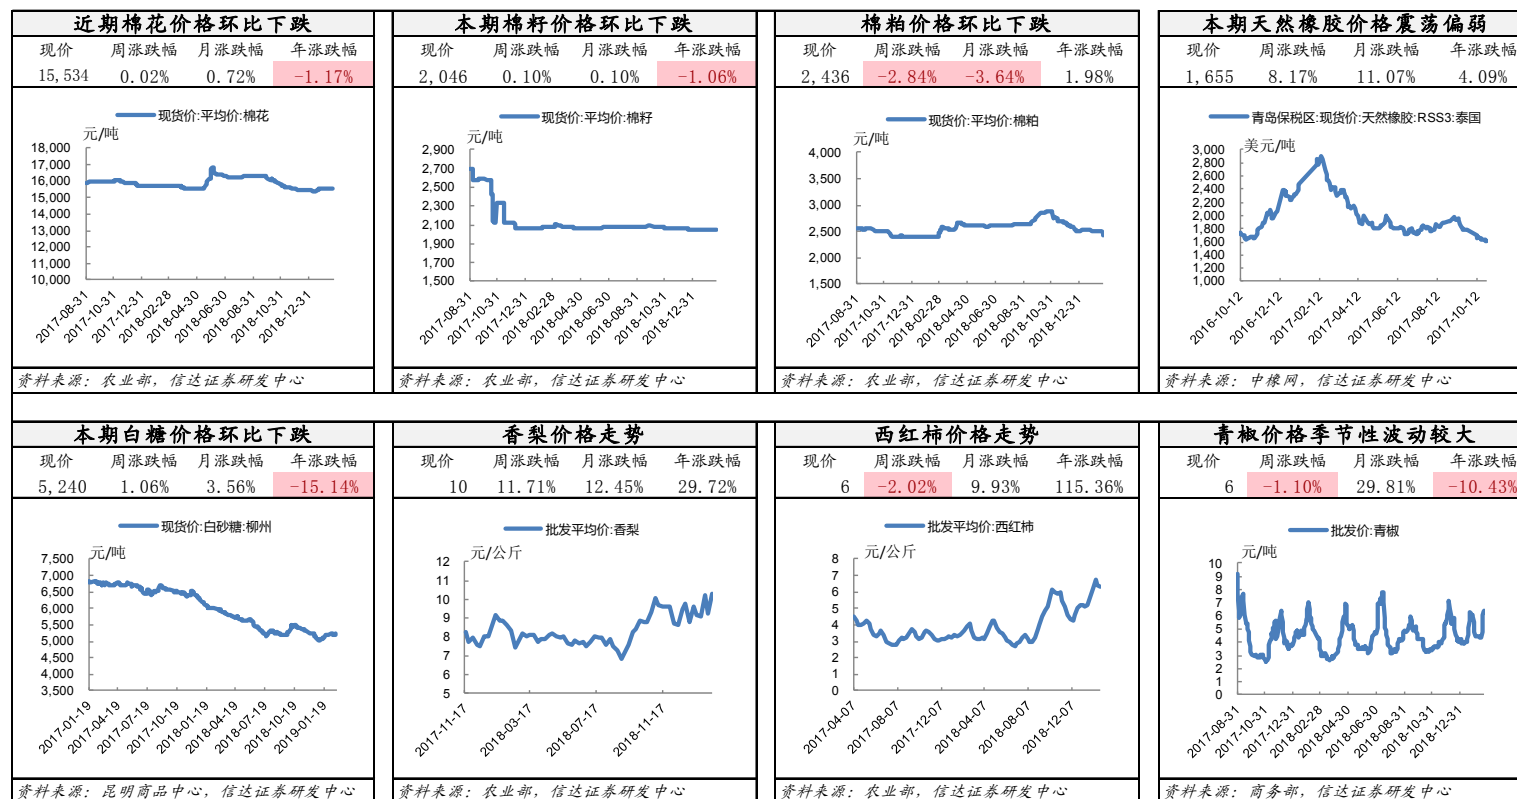 近期棉花价格环比下跌
现价 周涨跌幅 月涨跌幅 年涨跌幅
15,534 0.02% 0.72% -1.17%
现货价:平均价:棉花
元/吨
18,000
17,000
16,000
15,000
14,000
13,000
12,000
11,000
10,000
2017-08-31
2017-10-31
2017-12-31
2018-02-28
2018-04-30
2018-06-30
2018-08-31
2018-10-31
2018-12-31
资料来源：农业部，信达证券研发中心
本期棉籽价格环比下跌
现价 周涨跌幅 月涨跌幅 年涨跌幅
2,046 0.10% 0.10% -1.06%
现货价:平均价:棉籽
元/吨
2,900
2,700
2,500
2,300
2,100
1,900
1,700
1,500
2017-08-31
2017-10-31
2017-12-31
2018-02-28
2018-04-30
2018-06-30
2018-08-31
2018-10-31
2018-12-31
资料来源：农业部，信达证券研发中心
棉粕价格环比下跌
现价 周涨跌幅 月涨跌幅 年涨跌幅
2,436 -2.84% -3.64% 1.98%
现货价:平均价:棉粕
元/吨
4,000
3,500
3,000
2,500
2,000
1,500
2017-08-31
2017-10-31
2017-12-31
2018-02-28
2018-04-30
2018-06-30
2018-08-31
2018-10-31
2018-12-31
资料来源：农业部，信达证券研发中心
本期天然橡胶价格震荡偏弱
现价 周涨跌幅 月涨跌幅 年涨跌幅
1,655 8.17% 11.07% 4.09%
青岛保税区:现货价:天然橡胶:RSS3:泰国
美元/吨
3,000
2,800
2,600
2,400
2,200
2,000
1,800
1,600
1,400
1,200
1,000
2016-10-12
2016-12-12
2017-02-12
2017-04-12
2017-06-12
2017-08-12
2017-10-12
资料来源：中橡网，信达证券研发中心
本期白糖价格环比下跌
现价 周涨跌幅 月涨跌幅 年涨跌幅
5,240 1.06% 3.56% -15.14%
现货价:白砂糖:柳州
元/吨
7,500
7,000
6,500
6,000
5,500
5,000
4,500
4,000
3,500
2017-01-19
2017-04-19
2017-07-19
2017-10-19
2018-01-19
2018-04-19
2018-07-19
2018-10-19
2019-01-19
资料来源：昆明商品中心，信达证券研发中心
香梨价格走势
现价 周涨跌幅 月涨跌幅 年涨跌幅
10 11.71% 12.45% 29.72%
批发平均价:香梨
元/公斤
12
11
10
9
8
7
6
5
2017-11-17
2018-03-17
2018-07-17
2018-11-17
资料来源：农业部，信达证券研发中心
西红柿价格走势
现价 周涨跌幅 月涨跌幅 年涨跌幅
6 -2.02% 9.93% 115.36%
批发平均价:西红柿
元/公斤
8
7
6
5
4
3
2
1
0
2017-04-07
2017-08-07
2017-12-07
2018-04-07
2018-08-07
2018-12-07
资料来源：农业部，信达证券研发中心
青椒价格季节性波动较大
现价 周涨跌幅 月涨跌幅 年涨跌幅
6 -1.10% 29.81% -10.43%
批发价:青椒
元/吨
10
9
8
7
6
5
4
3
2
1
0
2017-08-31
2017-10-31
2017-12-31
2018-02-28
2018-04-30
2018-06-30
2018-08-31
2018-10-31
2018-12-31
资料来源：商务部，信达证券研发中心